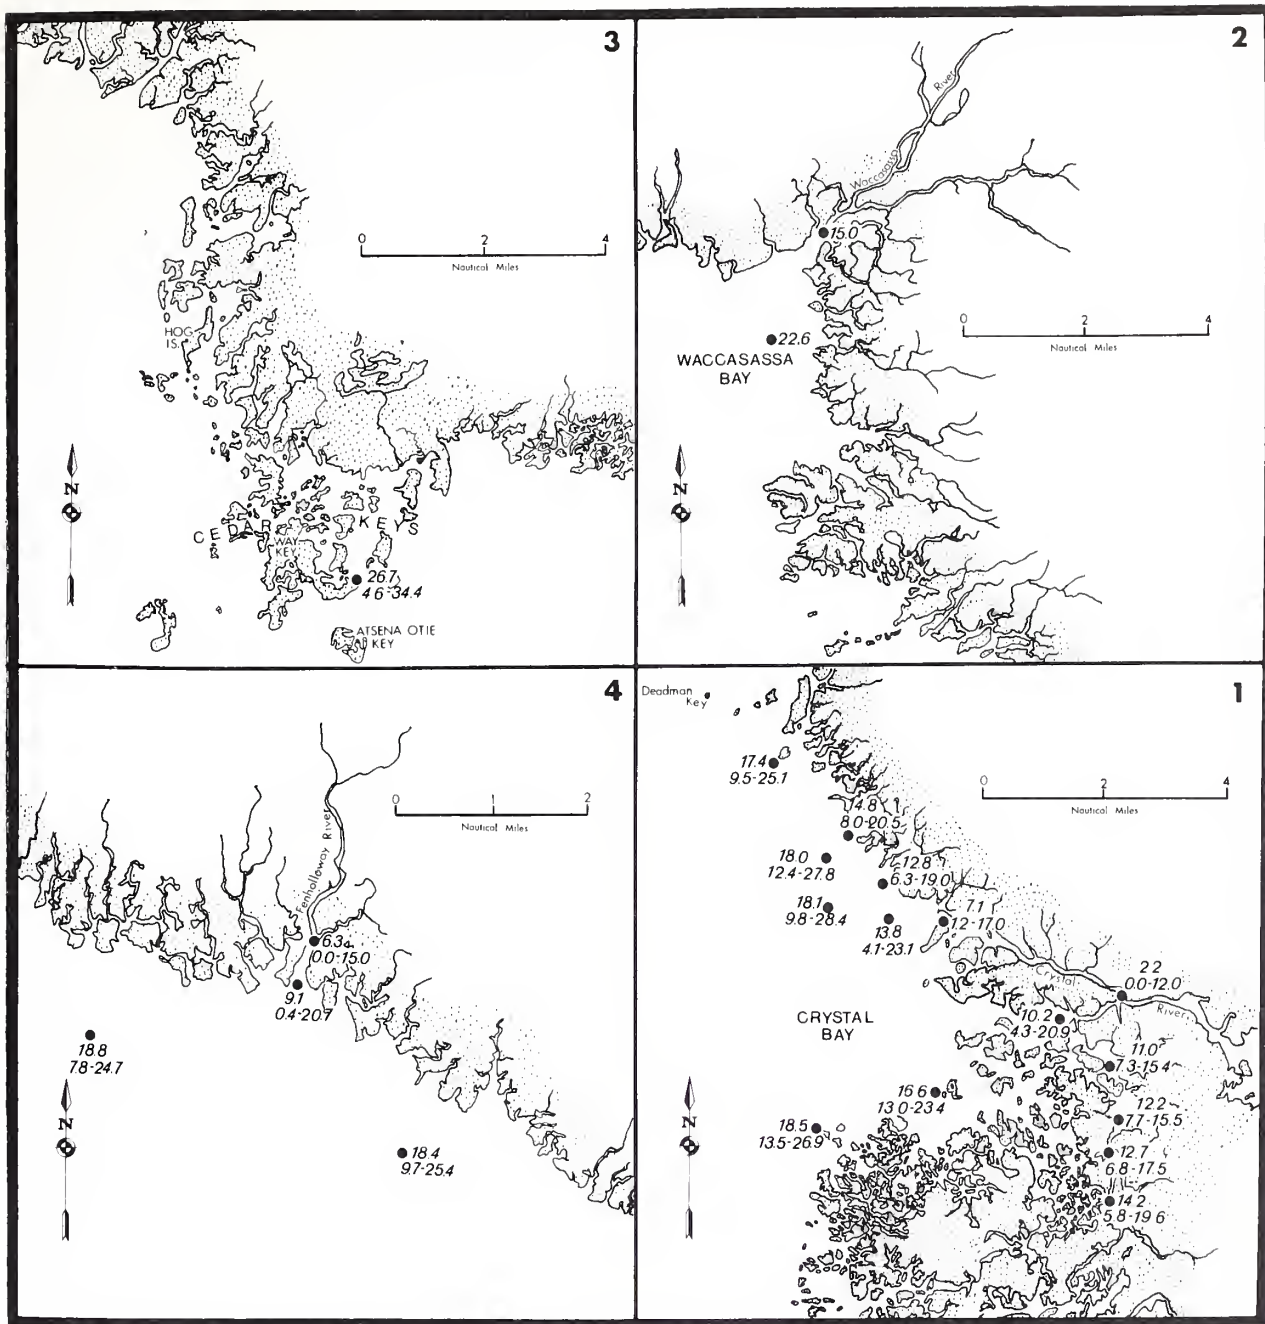 3
0 2 4
Nautical Miles
HOG
IS.
N
CEDAR KEYS
WAY
KEY
26.7
4.6-34.4
ATSENA OTIE
KEY
2
Waccasassa River
15.0
0 2 4
Nautical Miles
22.6
WACCASASSA
BAY
N
4
0 1 2
Nautical Miles
Fenholloway River
6.3
0.0-15.0
9.1
0.4-20.7
18.8
7.8-24.7
N
18.4
9.7-25.4
1
Deadman
Key
17.4
9.5-25.1
0 2 4
Nautical Miles
14.8
8.0-20.5
18.0
12.4-27.8
12.8
6.3-19.0
18.1
9.8-28.4
13.8
4.1-23.1
7.1
1.2-17.0
Crystal River
2.2
0.0-12.0
CRYSTAL
BAY
10.2
4.3-20.9
11.0
7.3-15.4
16.6
13.0-23.4
12.2
7.7-15.5
18.5
13.5-26.9
12.7
6.8-17.5
N
14.2
5.8-19.6